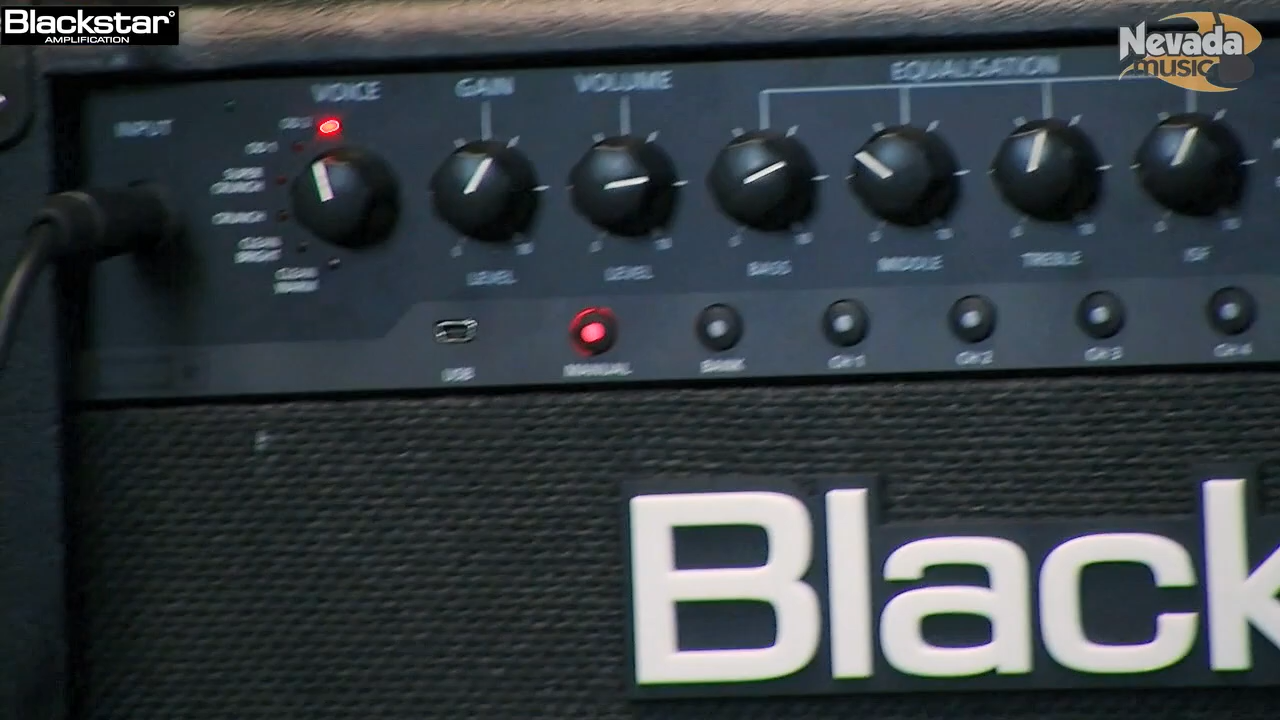 Blackstar
AMPLIFICATION
Nevada
music
VOICE
GAIN
VOLUME
EQUALISATION
INPUT
OD 2
OD 1
SUPER
CRUNCH
CRUNCH
CLEAN
BRIGHT
CLEAN
WARM
LEVEL
LEVEL
BASS
MIDDLE
TREBLE
ISF
USB
MANUAL
BANK
CH 1
CH 2
CH 3
CH 4
Black